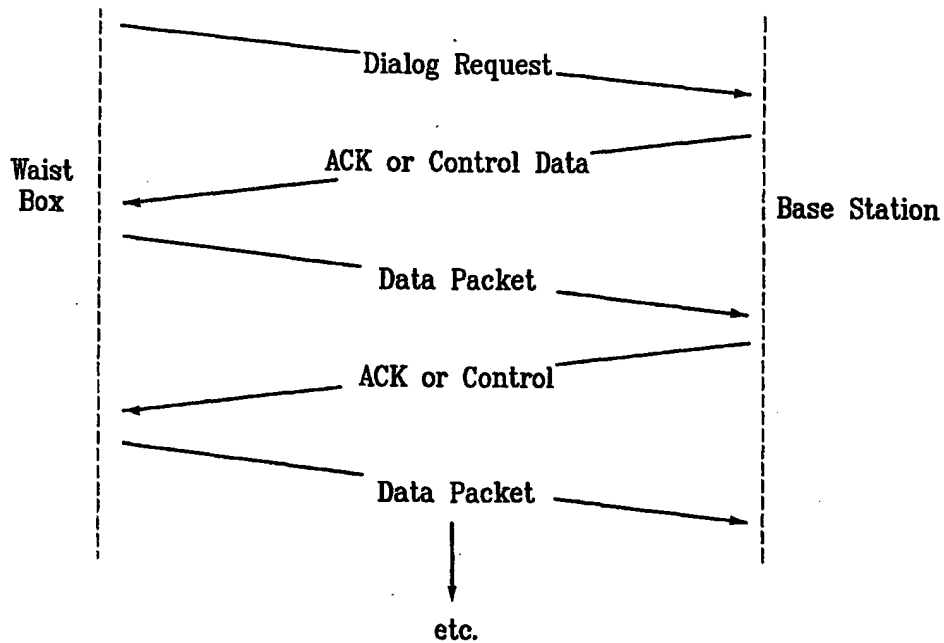 Dialog Request
ACK or Control Data
Waist
Box
Base Station
Data Packet
ACK or Control
Data Packet
etc.